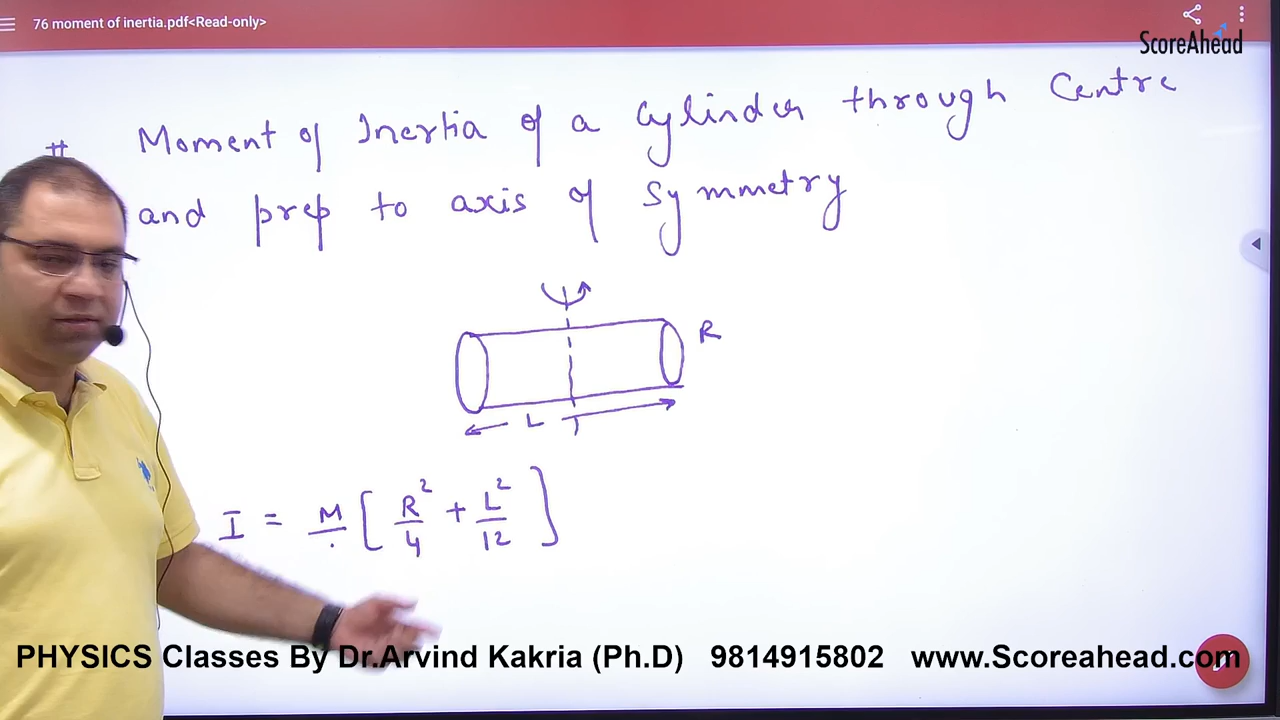 76 moment of inertia.pdf<Read-only>
ScoreAhead
# Moment of Inertia of a Cylinder through Centre
and prep to axis of Symmetry
R
L
I = M/. [ R²/4 + L²/12 ]
PHYSICS Classes By Dr.Arvind Kakria (Ph.D) 9814915802 www.Scoreahead.com